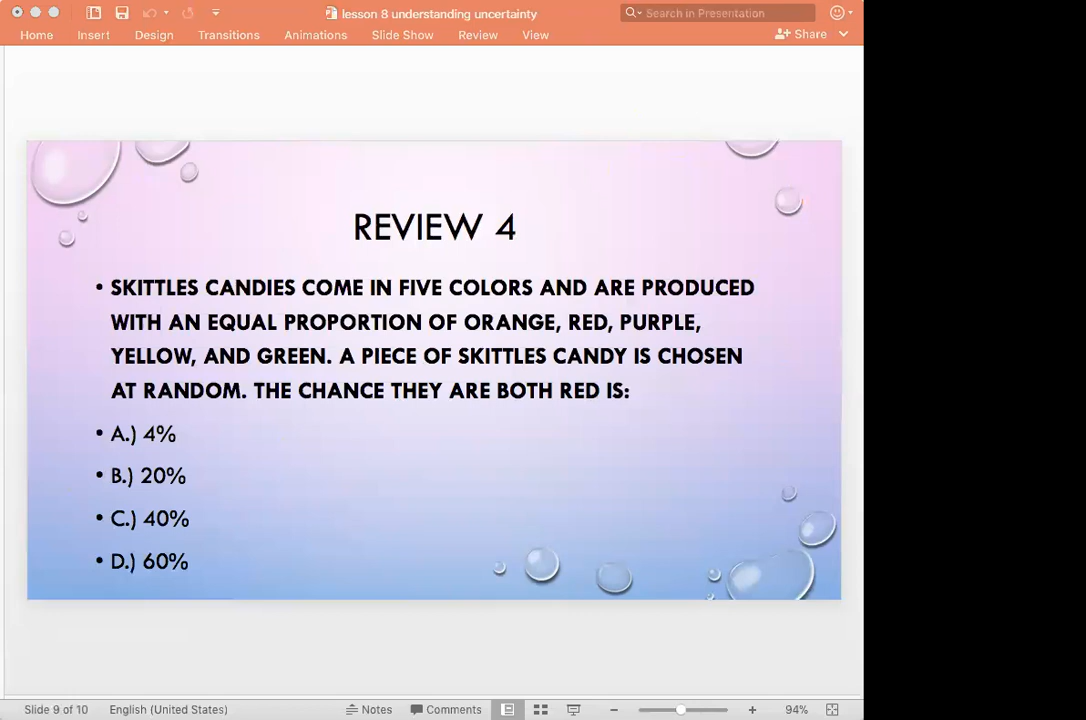 lesson 8 understanding uncertainty
Search in Presentation
Home Insert Design Transitions Animations Slide Show Review View Share
REVIEW 4
• SKITTLES CANDIES COME IN FIVE COLORS AND ARE PRODUCED
WITH AN EQUAL PROPORTION OF ORANGE, RED, PURPLE,
YELLOW, AND GREEN. A PIECE OF SKITTLES CANDY IS CHOSEN
AT RANDOM. THE CHANCE THEY ARE BOTH RED IS:
• A.) 4%
• B.) 20%
• C.) 40%
• D.) 60%
Slide 9 of 10 English (United States) Notes Comments 94%